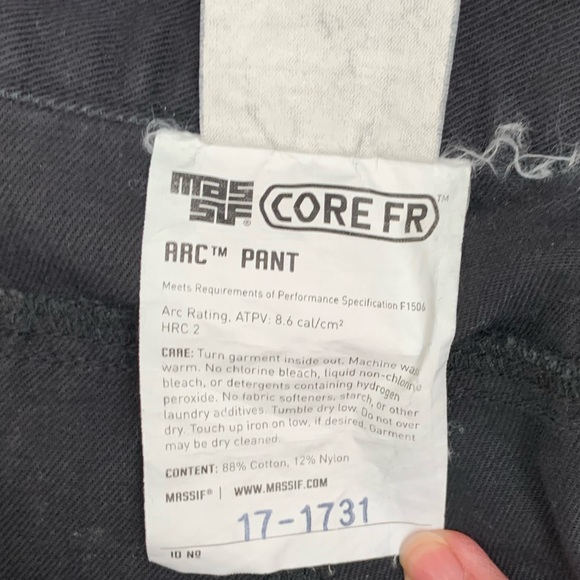 MASSIF® CORE FR™
ARC™ PANT
Meets Requirements of Performance Specification F1506
Arc Rating, ATPV: 8.6 cal/cm²
HRC 2
CARE: Turn garment inside out. Machine was
warm. No chlorine bleach, liquid non-chlorine
bleach, or detergents containing hydrogen
peroxide. No fabric softeners, starch, or other
laundry additives. Tumble dry low. Do not over
dry. Touch up iron on low, if desired. Garment
may be dry cleaned.
CONTENT: 88% Cotton, 12% Nylon
MASSIF® | WWW.MASSIF.COM
17-1731
ID NO